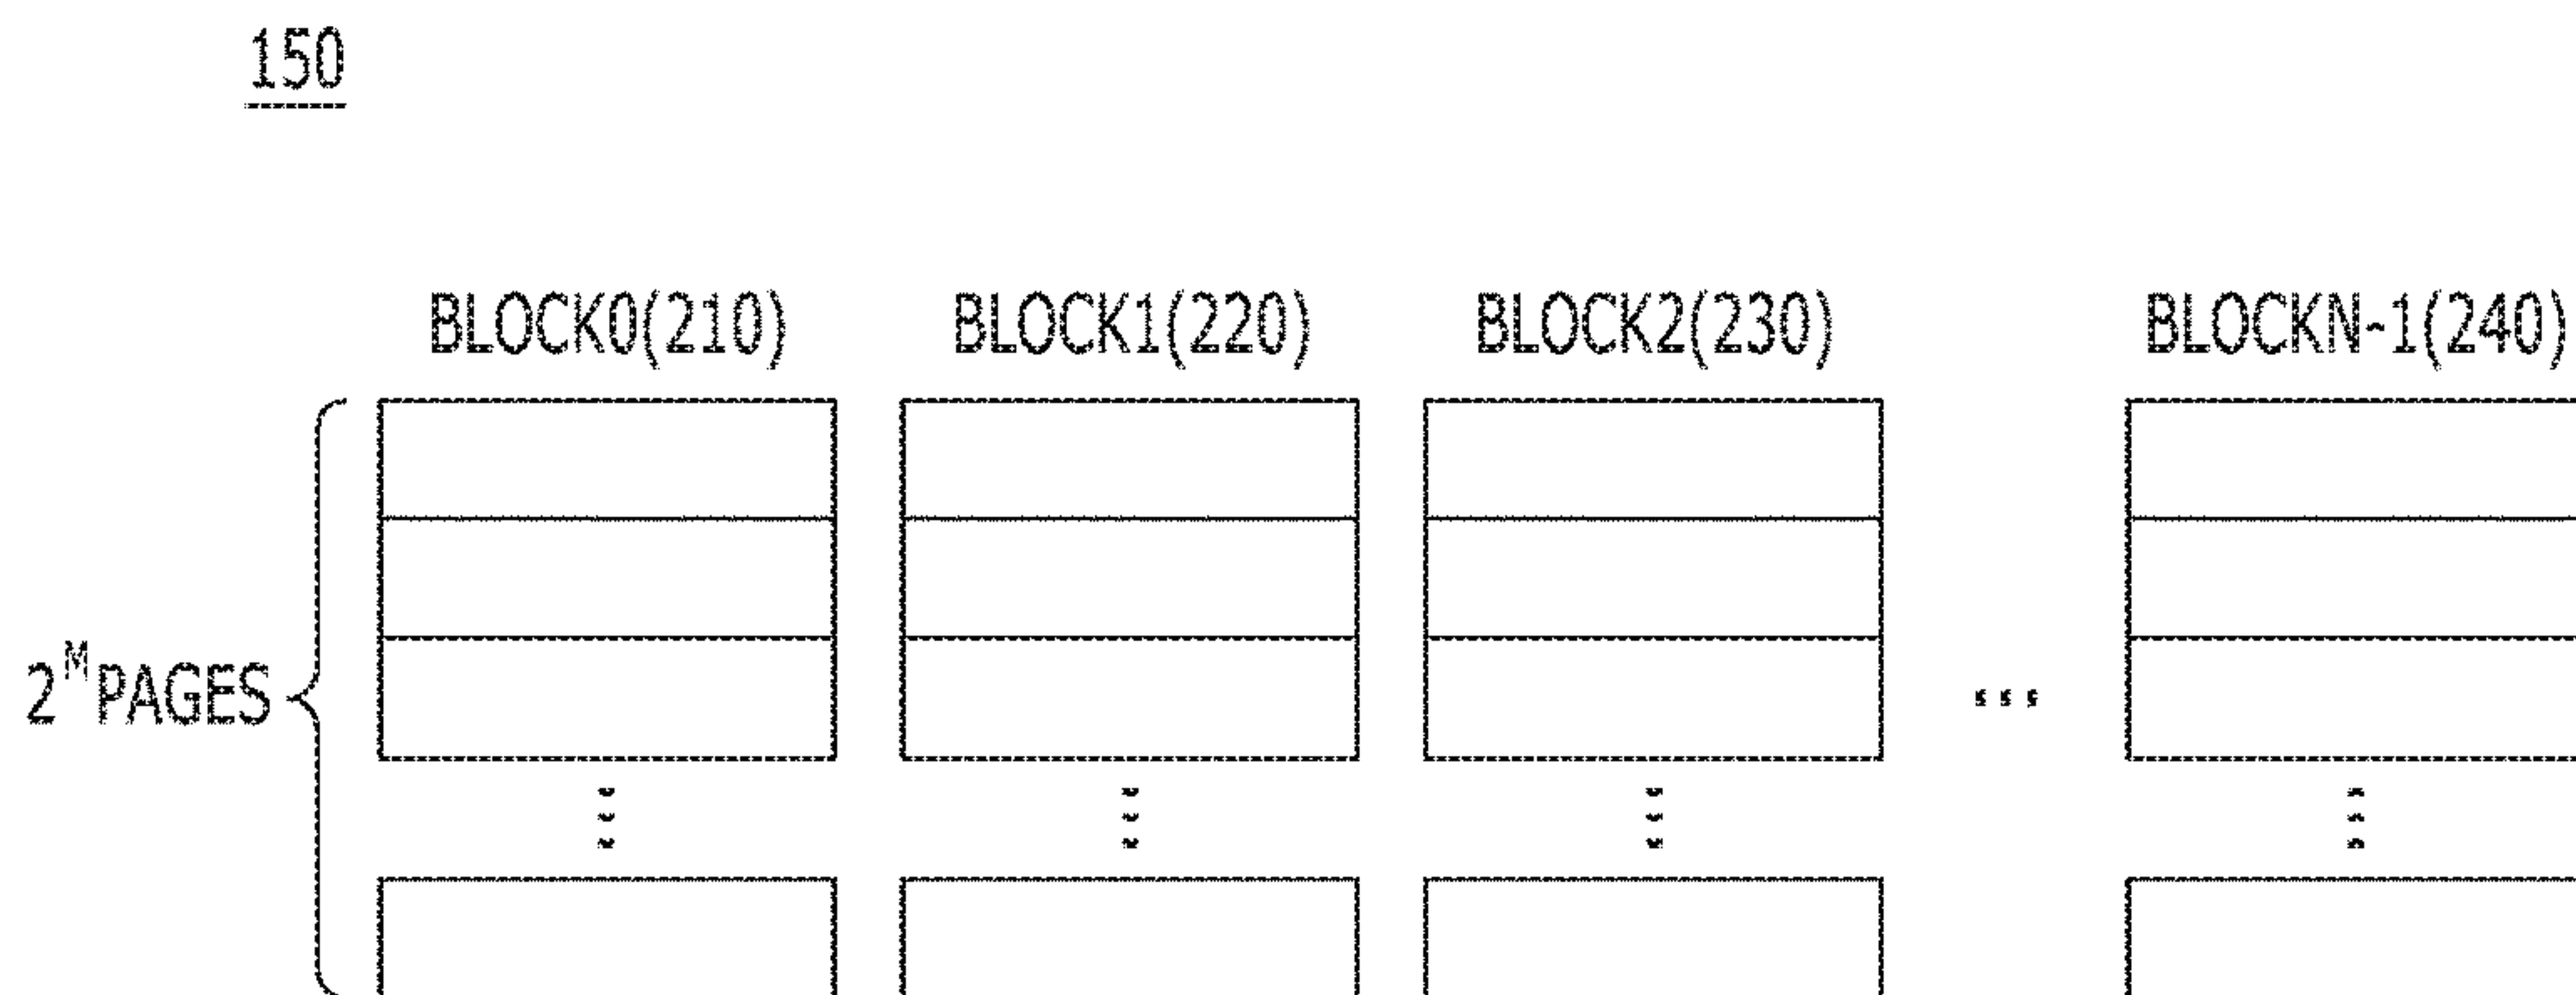 150
BLOCK0(210) BLOCK1(220) BLOCK2(230) BLOCKN-1(240)
2^M PAGES
...